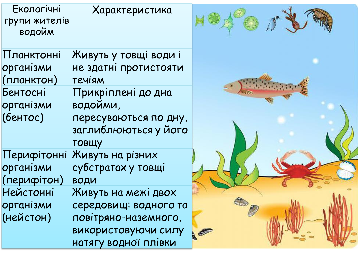 Екологічні
групи жителів
водойм
Характеристика
Планктонні
організми
(планктон)
Живуть у товщі води і
не здатні протистояти
течіям
Бентосні
організми
(бентос)
Прикріплені до дна
водойми,
пересуваються по дну,
заглиблюються у його
товщу
Перифітонні
організми
(перифітон)
Живуть на різних
субстратах у товщі
води
Нейстонні
організми
(нейстон)
Живуть на межі двох
середовищ: водного та
повітряно-наземного,
використовуючи силу
натягу водної плівки